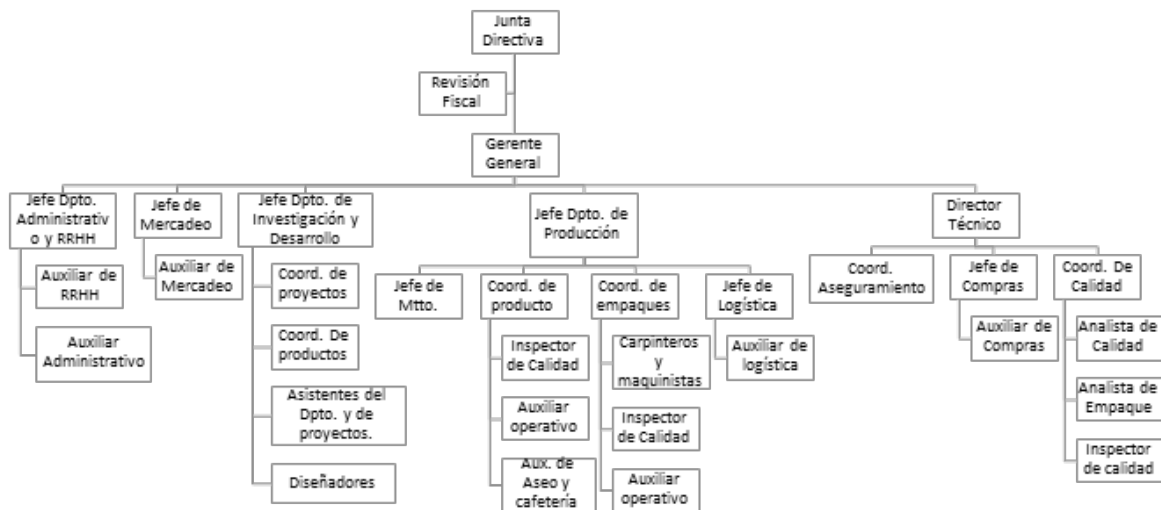 Junta
Directiva
Revisión
Fiscal
Gerente
General
Jefe Dpto.
Administrativ
o y RRHH
Jefe de
Mercadeo
Jefe Dpto. de
Investigación y
Desarrollo
Jefe Dpto. de
Producción
Director
Técnico
Auxiliar de
RRHH
Auxiliar
Administrativo
Auxiliar de
Mercadeo
Coord. de
proyectos
Coord. De
productos
Asistentes del
Dpto. y de
proyectos.
Diseñadores
Jefe de
Mtto.
Coord. de
producto
Inspector
de Calidad
Auxiliar
operativo
Aux. de
Aseo y
cafetería
Coord. de
empaques
Carpinteros
y
maquinistas
Inspector
de Calidad
Auxiliar
operativo
Jefe de
Logística
Auxiliar de
logística
Coord.
Aseguramiento
Jefe de
Compras
Auxiliar de
Compras
Coord. De
Calidad
Analista de
Calidad
Analista de
Empaque
Inspector
de calidad